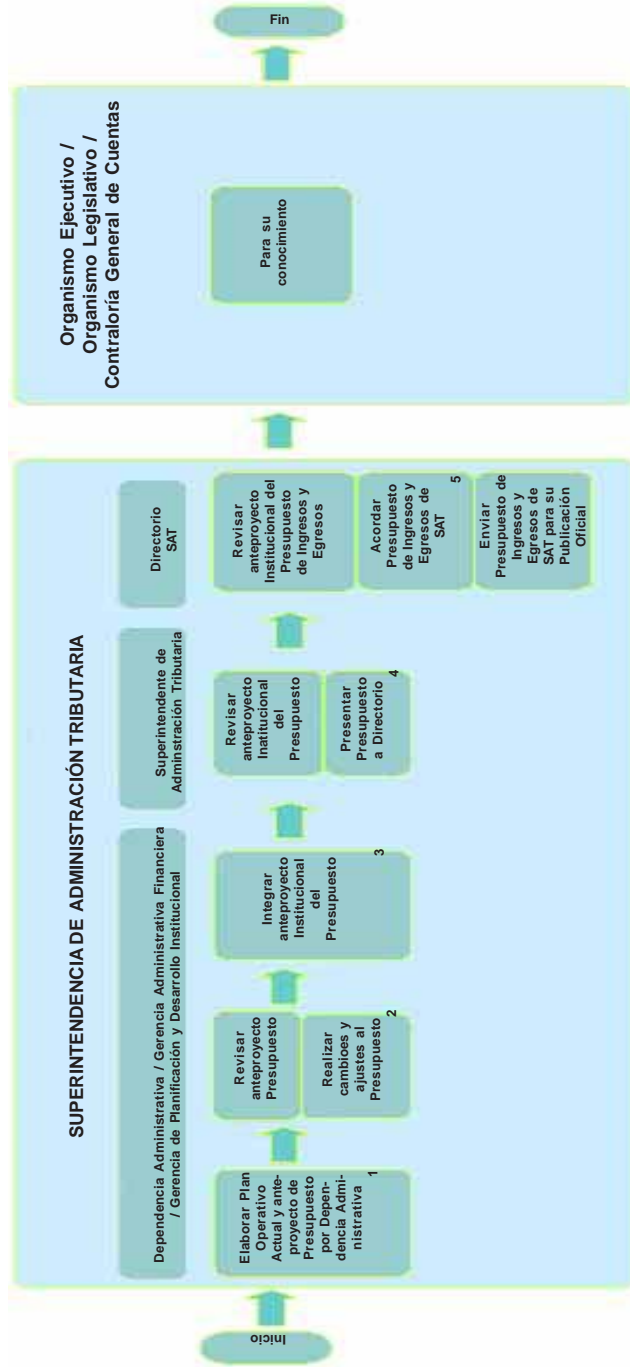 SUPERINTENDENCIA DE ADMINISTRACIÓN TRIBUTARIA
Dependencia Administrativa / Gerencia Administrativa Financiera
/ Gerencia de Planificación y Desarrollo Institucional
Superintendente de
Adminstración Tributaria
Directorio
SAT
Organismo Ejecutivo /
Organismo Legislativo /
Contraloría General de Cuentas
Inicio
Elaborar Plan
Operativo
Actual y ante-
proyecto de
Presupuesto
por Depen-
dencia Admi-
nistrativa
1
Revisar
anteproyecto
Presupuesto
Realizar
cambioes y
ajustes al
Presupuesto
2
Integrar
anteproyecto
Institucional
del
Presupuesto
3
Revisar
anteproyecto
Inatitucional
del
Presupuesto
Presentar
Presupuesto
a Directorio
4
Revisar
anteproyecto
Institucional del
Presupuesto
de Ingresos y
Egresos
Acordar
Presupuesto
de Ingresos y
Egresos de
SAT
5
Enviar
Presupuesto de
Ingresos y
Egresos de
SAT para su
Publicación
Oficial
Para su
conocimiento
Fin